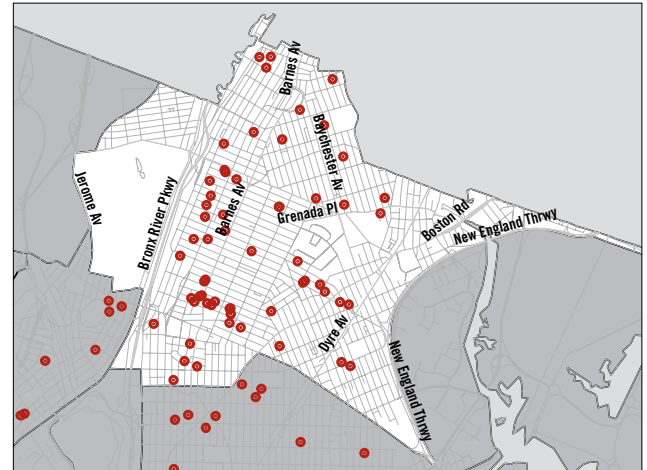 Barnes Av
Baychester Av
Jerome Av
Bronx River Pkwy
Barnes Av
Grenada Pl
Boston Rd
New England Thrwy
Dyre Av
New England Thrwy